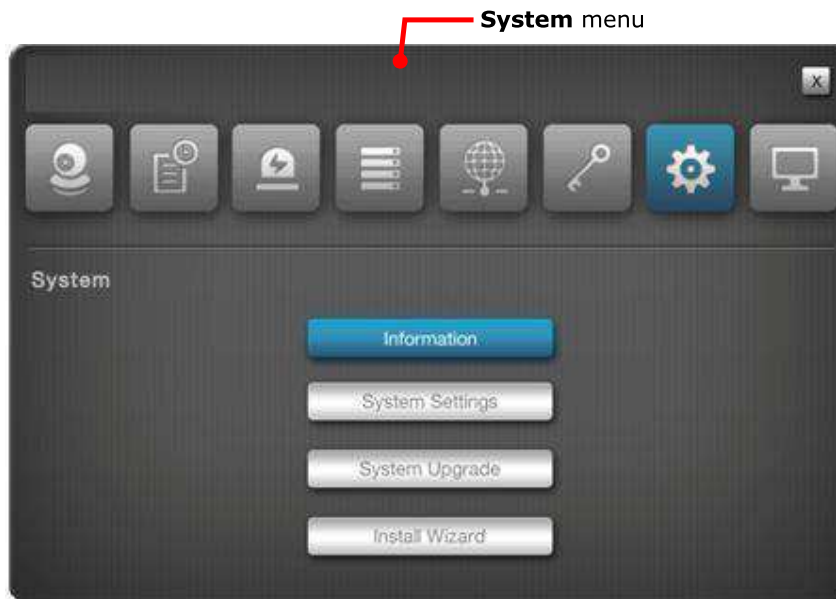 System menu
X
System
Information
System Settings
System Upgrade
Install Wizard